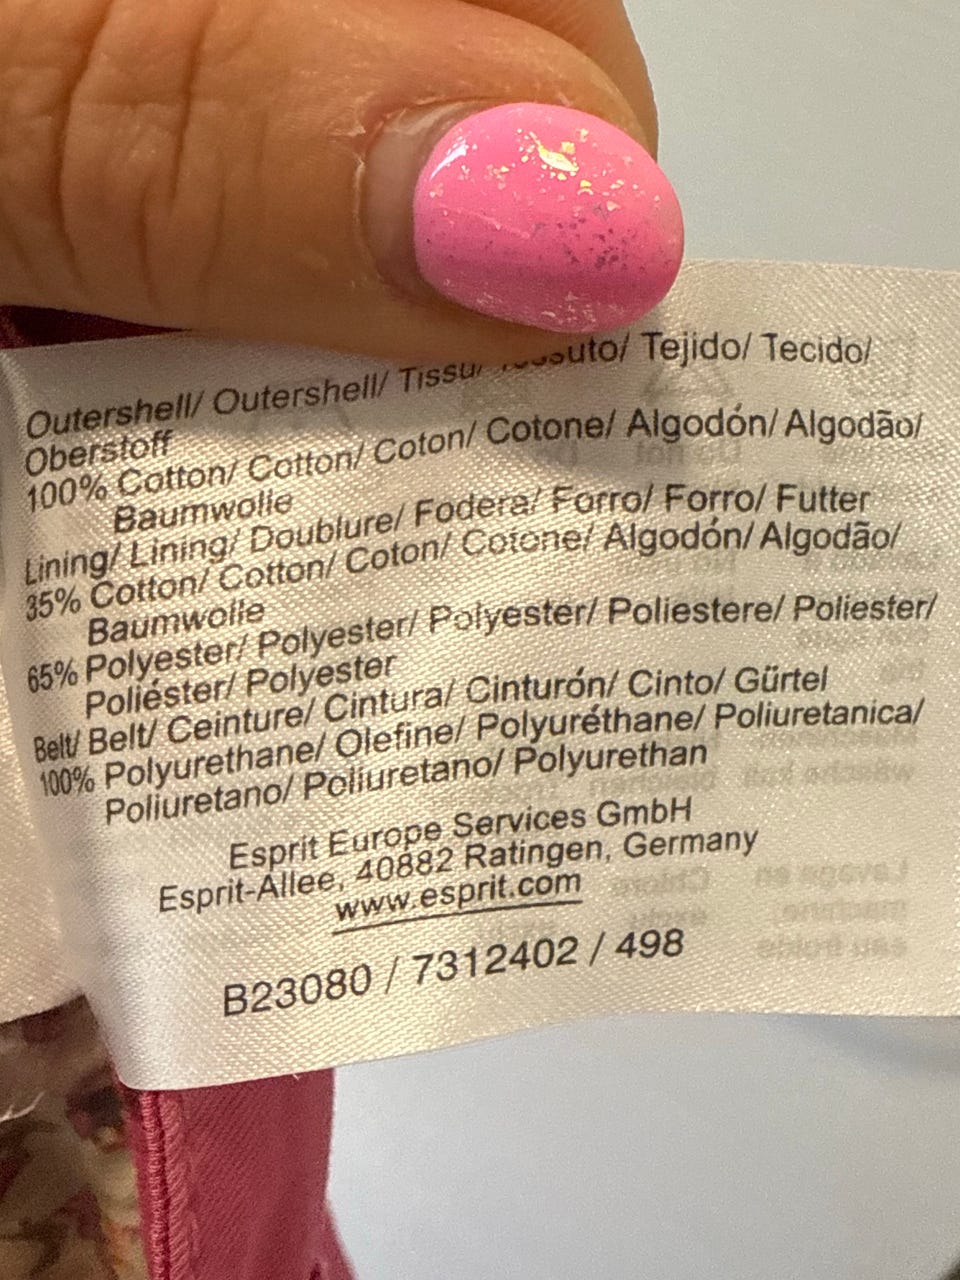 Outershell/ Outershell/ Tissu/ Tejido/ Tecido/
Oberstoff
100% Cotton/ Cotton/ Coton/ Cotone/ Algodón/ Algodão/
Baumwolle
Lining/ Lining/ Doublure/ Fodera/ Forro/ Forro/ Futter
35% Cotton/ Cotton/ Coton/ Cotone/ Algodón/ Algodão/
Baumwolle
65% Polyester/ Polyester/ Polyester/ Poliestere/ Poliester/
Poliéster/ Polyester
Belt/ Belt/ Ceinture/ Cintura/ Cinturón/ Cinto/ Gürtel
100% Polyurethane/ Olefine/ Polyuréthane/ Poliuretanica/
Poliuretano/ Poliuretano/ Polyurethan
Esprit Europe Services GmbH
Esprit-Allee, 40882 Ratingen, Germany
www.esprit.com
B23080 / 7312402 / 498